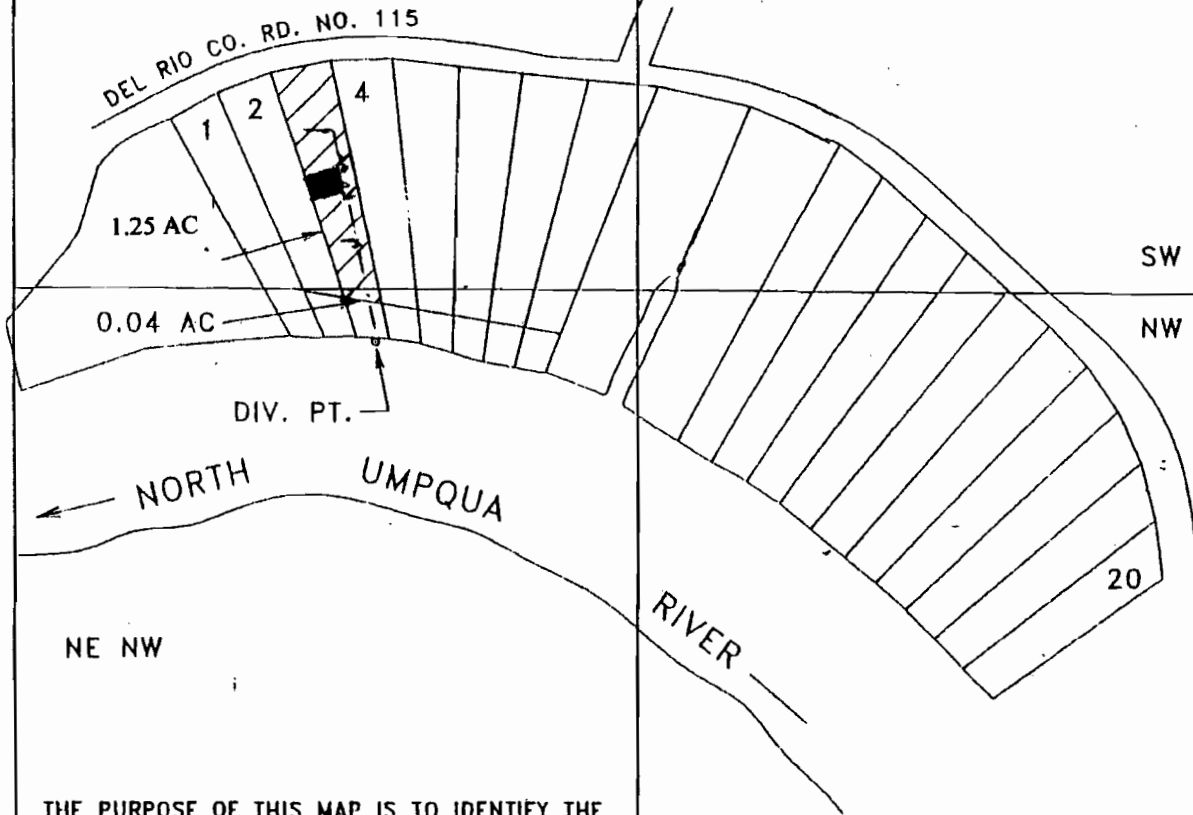 DEL RIO CO. RD. NO. 115
1
2
4
1.25 AC
SW
0.04 AC
NW
DIV. PT.
NORTH UMPQUA
RIVER
20
NE NW
THE PURPOSE OF THIS MAP IS TO IDENTIFY THE